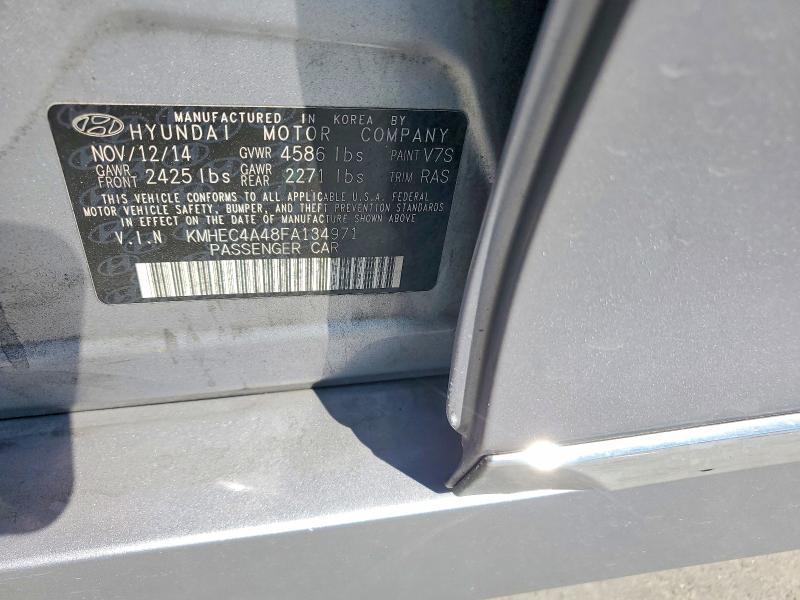 MANUFACTURED IN KOREA BY
HYUNDAI MOTOR COMPANY
NOV/12/14 GVWR 4586 lbs PAINT V7S
GAWR FRONT 2425 lbs GAWR REAR 2271 lbs TRIM RAS
THIS VEHICLE CONFORMS TO ALL APPLICABLE U.S.A. FEDERAL
MOTOR VEHICLE SAFETY, BUMPER, AND THEFT PREVENTION STANDARDS
IN EFFECT ON THE DATE OF MANUFACTURE SHOWN ABOVE
V.I.N KMHEC4A48FA134971
PASSENGER CAR